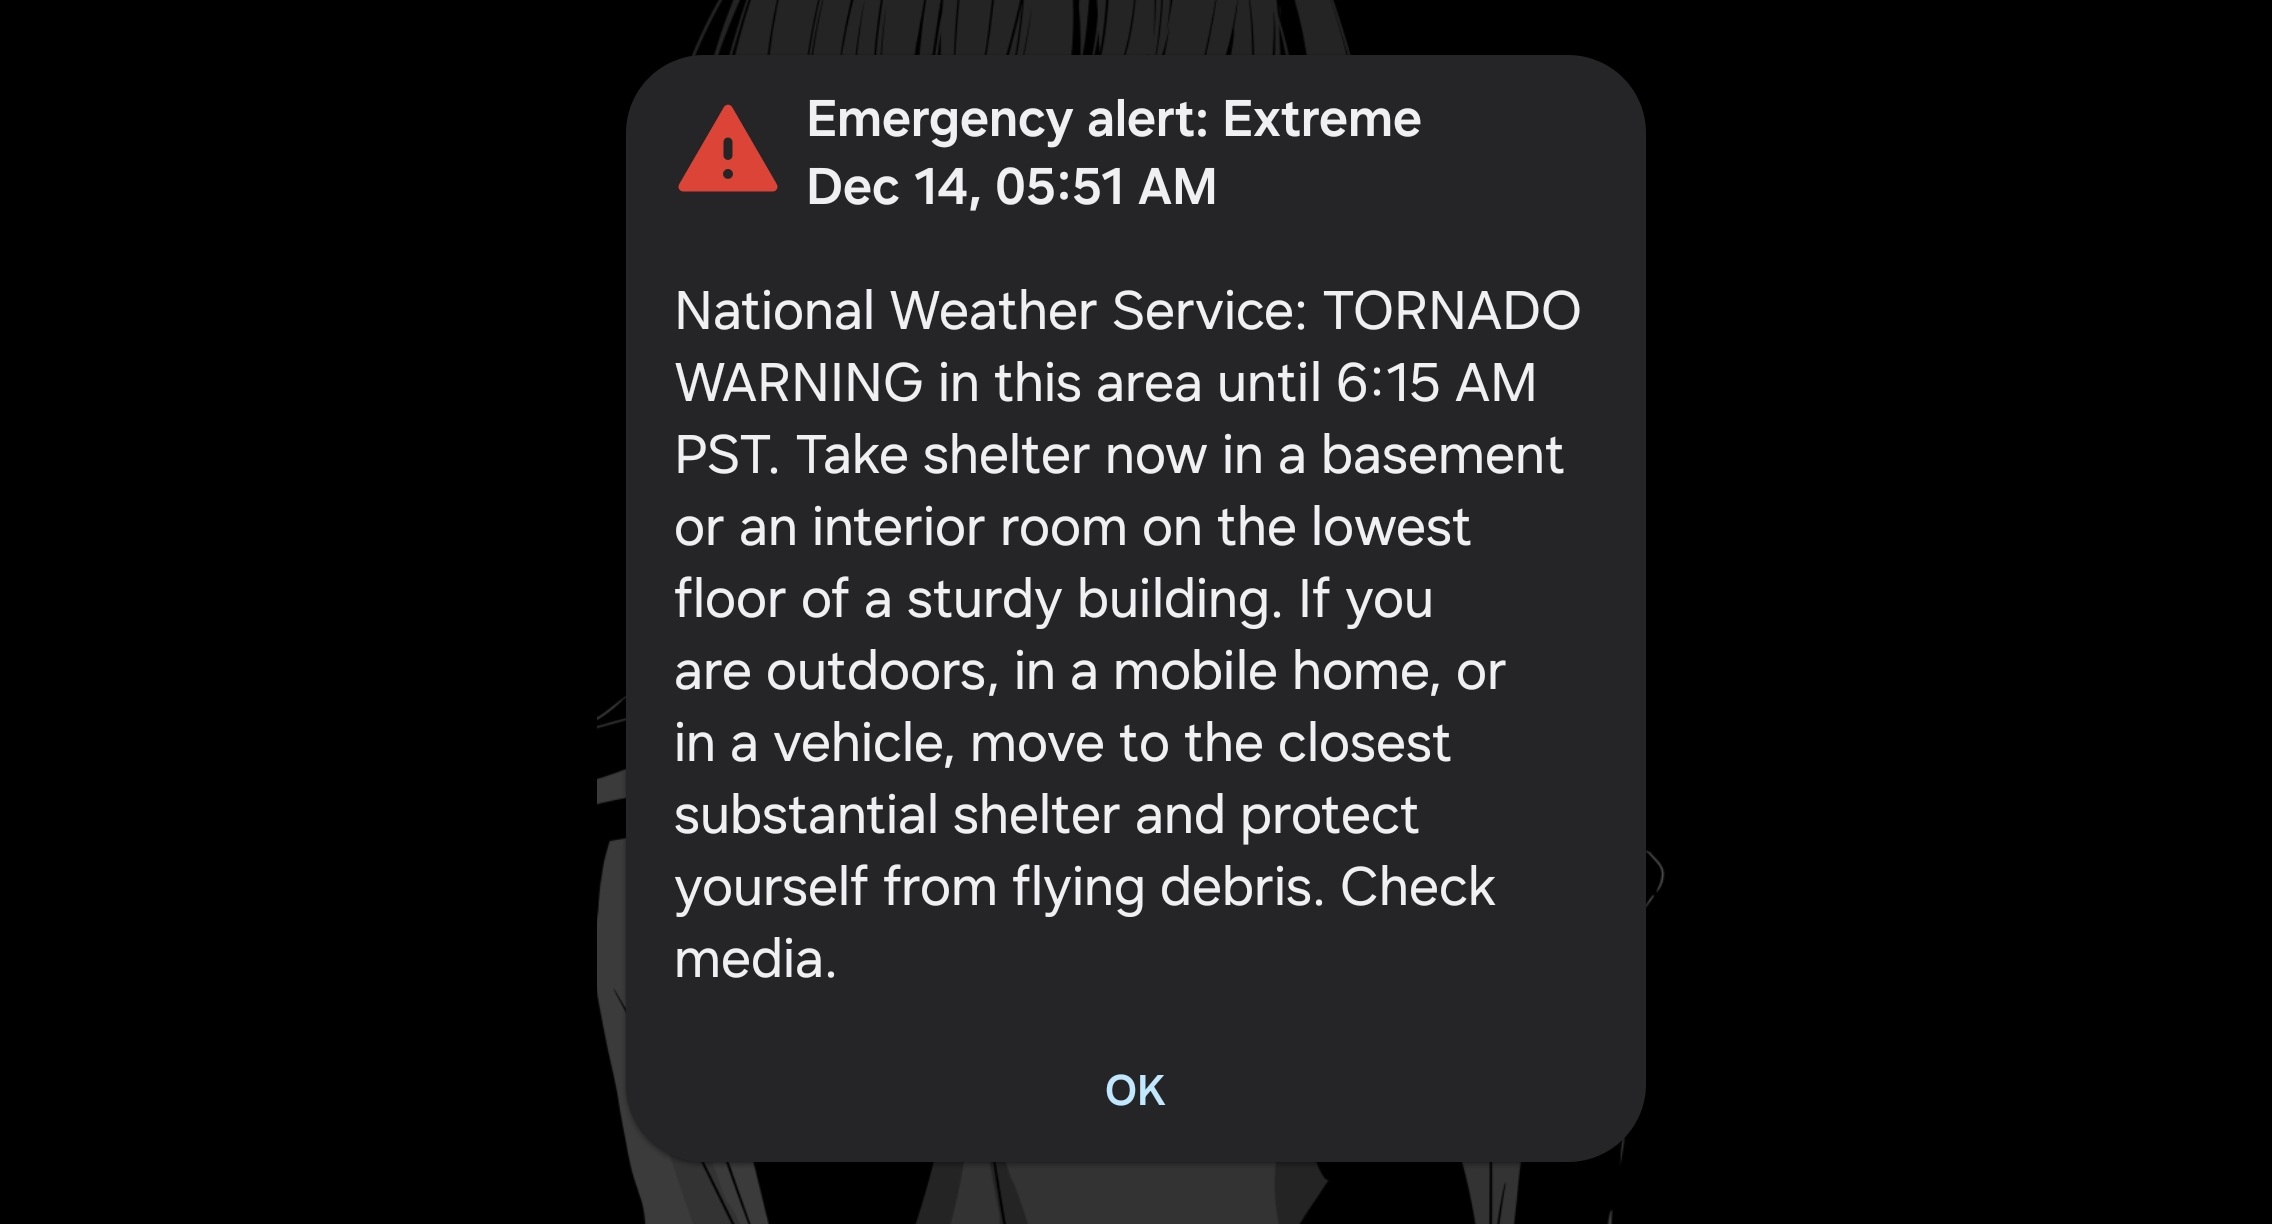 Emergency alert: Extreme
Dec 14, 05:51 AM
National Weather Service: TORNADO
WARNING in this area until 6:15 AM
PST. Take shelter now in a basement
or an interior room on the lowest
floor of a sturdy building. If you
are outdoors, in a mobile home, or
in a vehicle, move to the closest
substantial shelter and protect
yourself from flying debris. Check
media.
OK